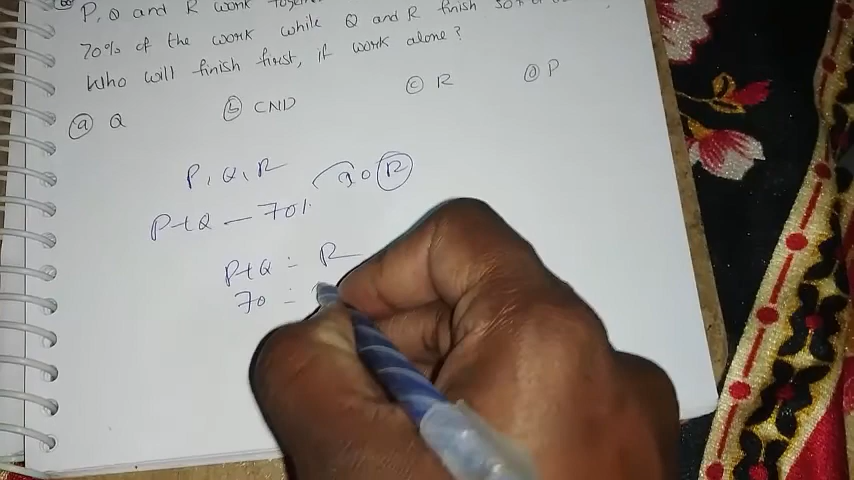 P, Q and R work
70% of the work while Q and R finish 50%
Who will finish first, if work alone?
(a) Q (b) CND (c) R (d) P
P, Q, R
P+Q — 70%
R
P+Q : R
70 :